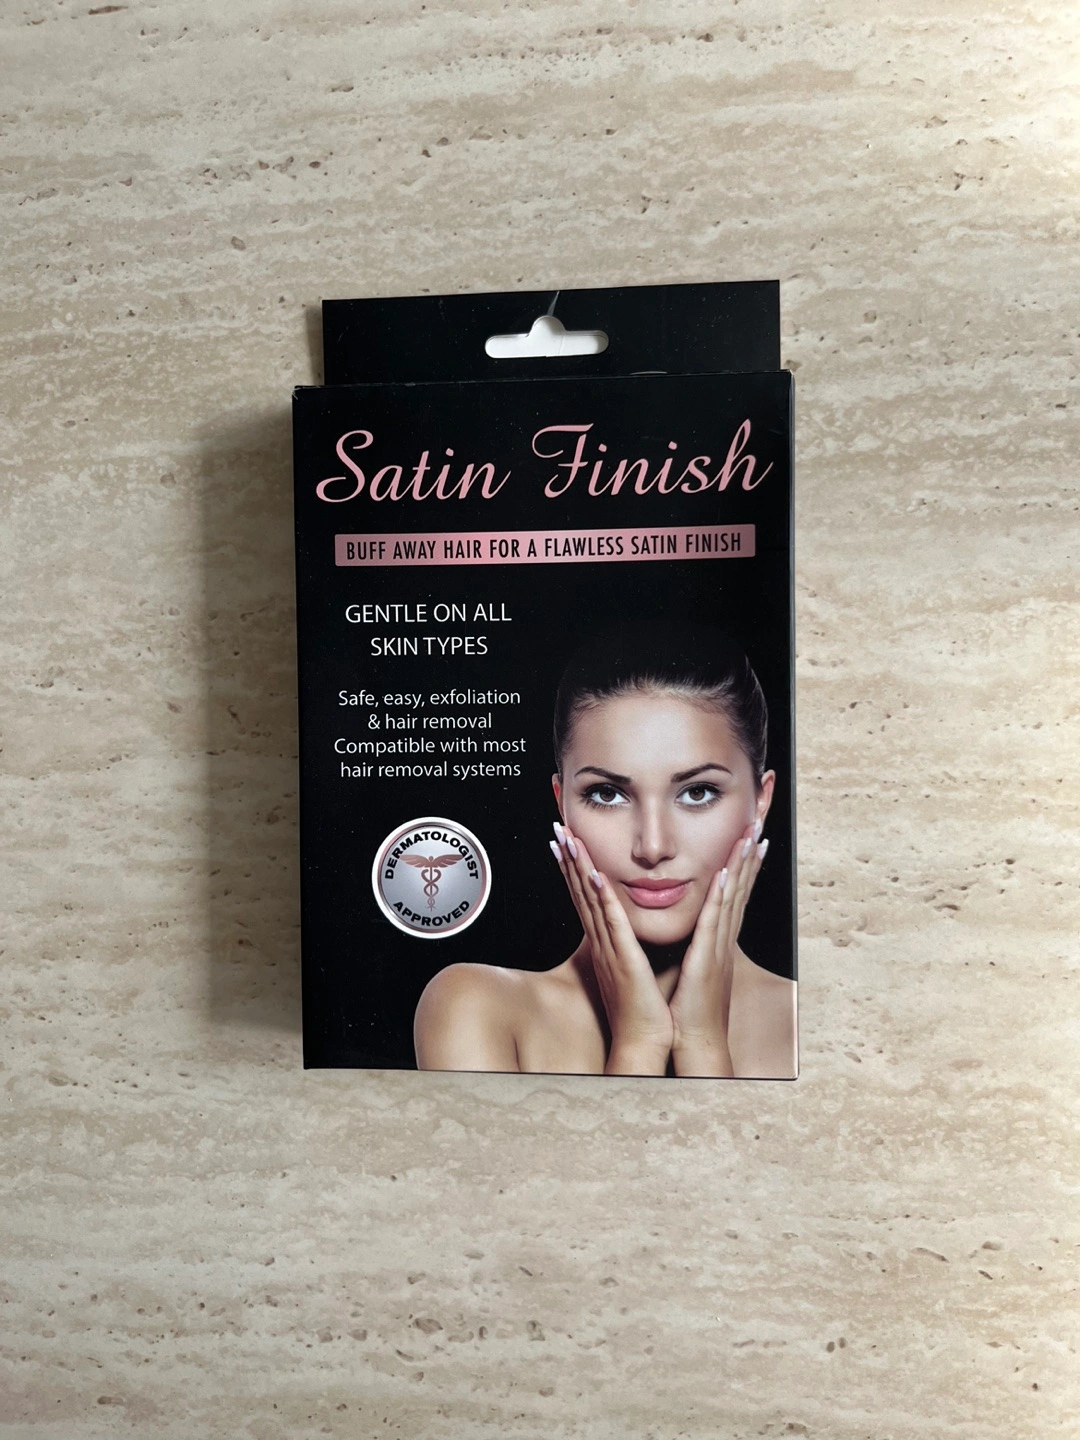 Satin Finish
BUFF AWAY HAIR FOR A FLAWLESS SATIN FINISH
GENTLE ON ALL
SKIN TYPES
Safe, easy, exfoliation
& hair removal
Compatible with most
hair removal systems
DERMATOLOGIST
APPROVED